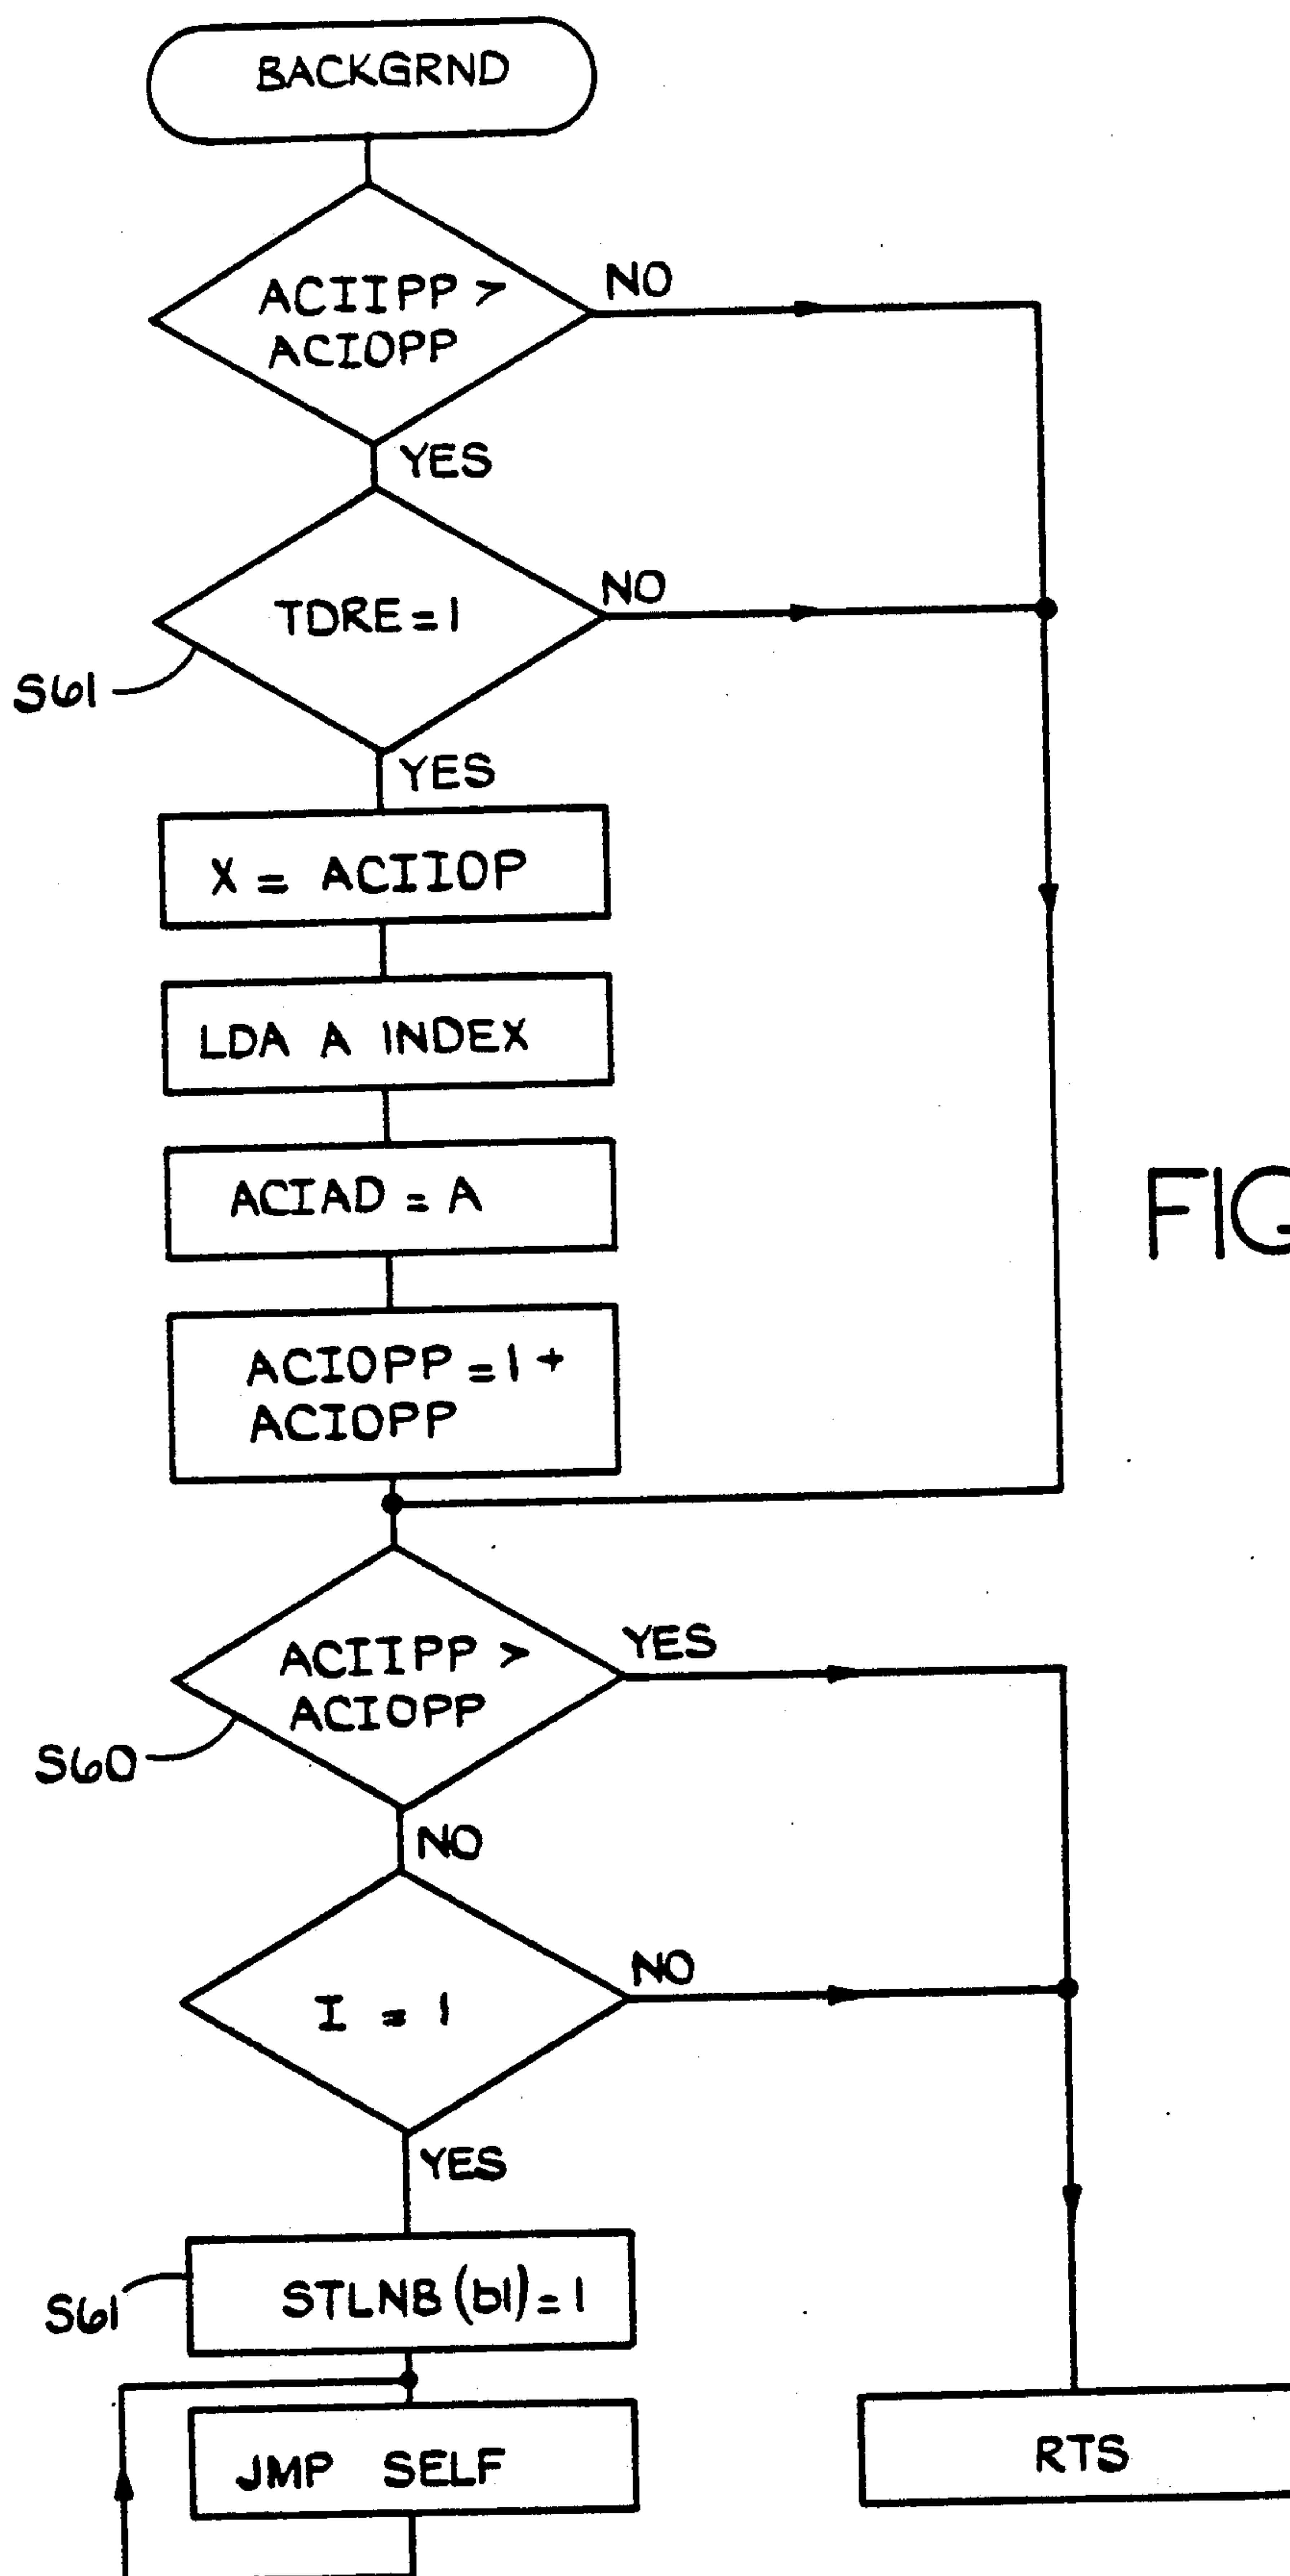 BACKGRND
ACIIPP >
ACIOPP
NO
YES
TDRE = 1
NO
S61
YES
X = ACIIOP
LDA A INDEX
ACIAD = A
FIG
ACIOPP = 1 +
ACIOPP
ACIIPP >
ACIOPP
YES
S60
NO
I = 1
NO
YES
STLNB (b1) = 1
S61
JMP SELF
RTS